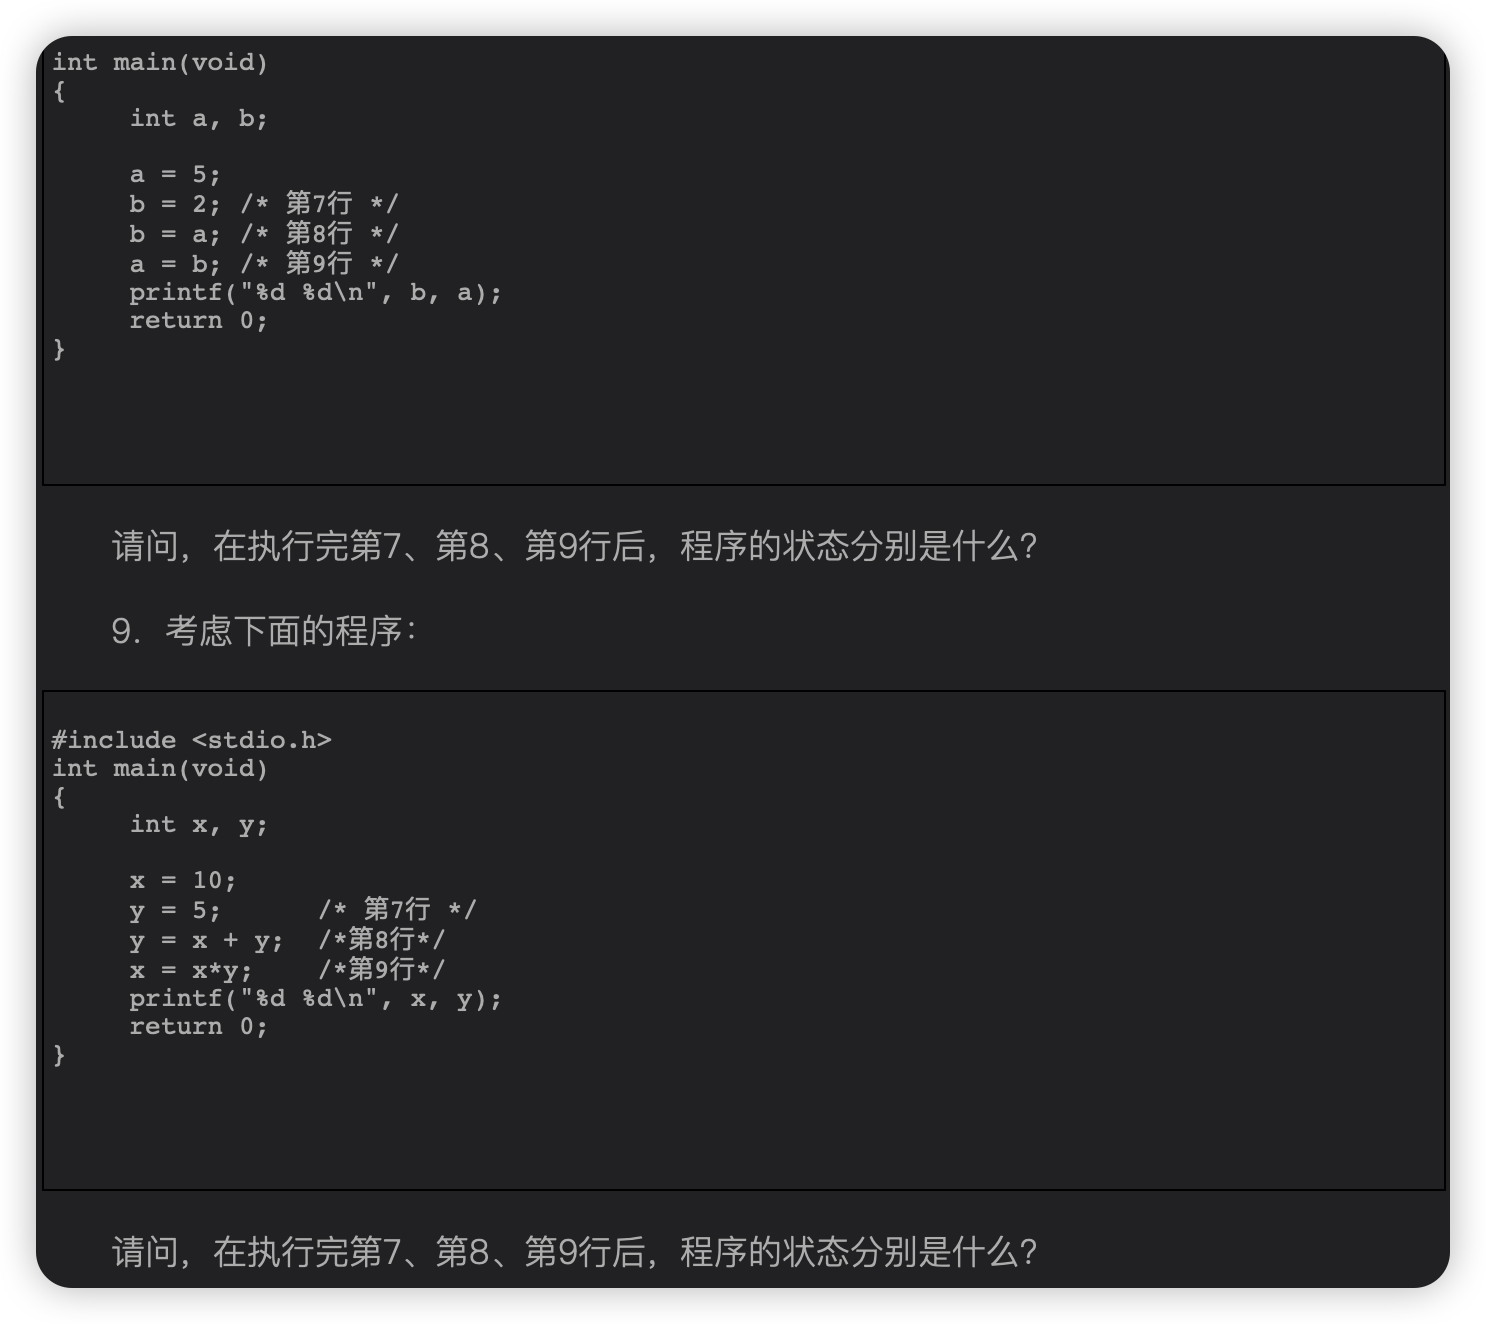 int main(void)
{
     int a, b;

     a = 5;
     b = 2; /* 第7行 */
     b = a; /* 第8行 */
     a = b; /* 第9行 */
     printf("%d %d\n", b, a);
     return 0;
}
请问，在执行完第7、第8、第9行后，程序的状态分别是什么？
9．考虑下面的程序：
#include <stdio.h>
int main(void)
{
     int x, y;

     x = 10;
     y = 5;      /* 第7行 */
     y = x + y;  /*第8行*/
     x = x*y;    /*第9行*/
     printf("%d %d\n", x, y);
     return 0;
}
请问，在执行完第7、第8、第9行后，程序的状态分别是什么？